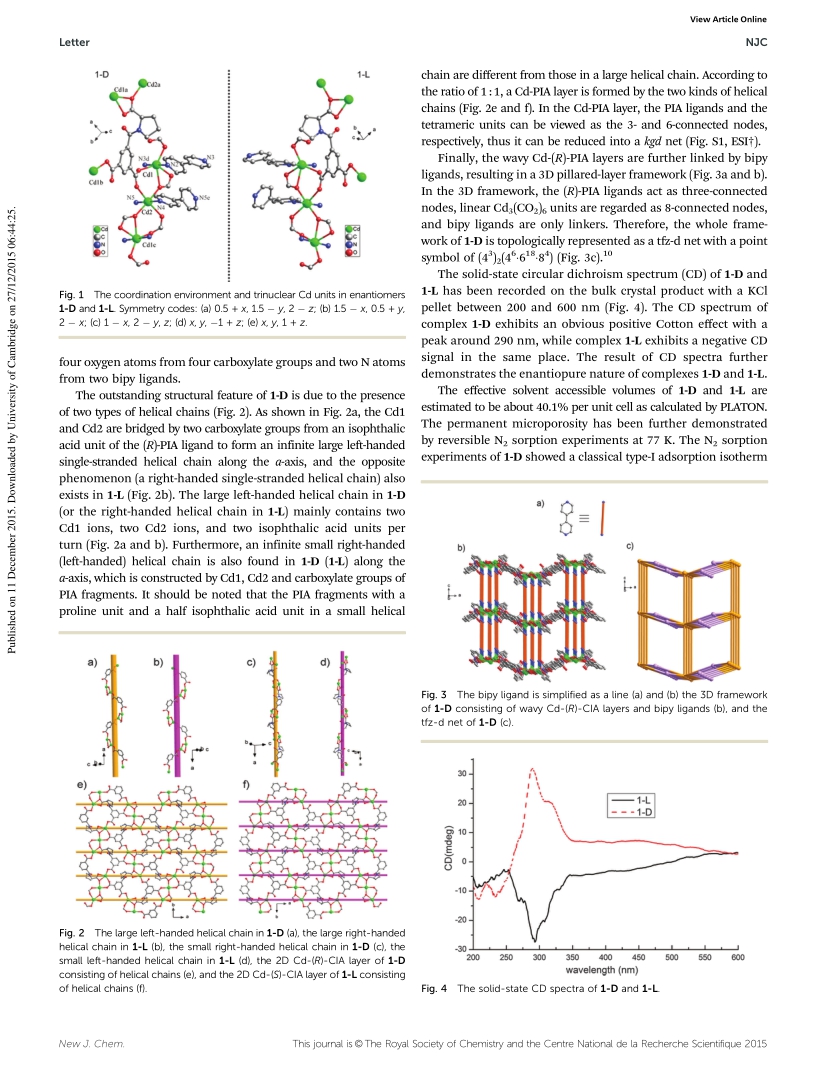 View Article Online
Letter
NJC
Published on 11 December 2015. Downloaded by University of Cambridge on 27/12/2015 06:44:25.
1-D
1-L
Cd1a
Cd2a
N3d
N2
N3
Cd1
Cd1b
N5
N4
N5e
Cd2
Cd1c
Cd
C
N
O
Cd
C
N
O
Fig. 1 The coordination environment and trinuclear Cd units in enantiomers
1-D and 1-L. Symmetry codes: (a) 0.5 + x, 1.5 − y, 2 − z; (b) 1.5 − x, 0.5 + y,
2 − x; (c) 1 − x, 2 − y, z; (d) x, y, −1 + z; (e) x, y, 1 + z.
four oxygen atoms from four carboxylate groups and two N atoms
from two bipy ligands.
The outstanding structural feature of 1-D is due to the presence
of two types of helical chains (Fig. 2). As shown in Fig. 2a, the Cd1
and Cd2 are bridged by two carboxylate groups from an isophthalic
acid unit of the (R)-PIA ligand to form an infinite large left-handed
single-stranded helical chain along the a-axis, and the opposite
phenomenon (a right-handed single-stranded helical chain) also
exists in 1-L (Fig. 2b). The large left-handed helical chain in 1-D
(or the right-handed helical chain in 1-L) mainly contains two
Cd1 ions, two Cd2 ions, and two isophthalic acid units per
turn (Fig. 2a and b). Furthermore, an infinite small right-handed
(left-handed) helical chain is also found in 1-D (1-L) along the
a-axis, which is constructed by Cd1, Cd2 and carboxylate groups of
PIA fragments. It should be noted that the PIA fragments with a
proline unit and a half isophthalic acid unit in a small helical
a)
b)
c)
d)
e)
f)
Fig. 2 The large left-handed helical chain in 1-D (a), the large right-handed
helical chain in 1-L (b), the small right-handed helical chain in 1-D (c), the
small left-handed helical chain in 1-L (d), the 2D Cd-(R)-CIA layer of 1-D
consisting of helical chains (e), and the 2D Cd-(S)-CIA layer of 1-L consisting
of helical chains (f).
chain are different from those in a large helical chain. According to
the ratio of 1 : 1, a Cd-PIA layer is formed by the two kinds of helical
chains (Fig. 2e and f). In the Cd-PIA layer, the PIA ligands and the
tetrameric units can be viewed as the 3- and 6-connected nodes,
respectively, thus it can be reduced into a kgd net (Fig. S1, ESI†).
Finally, the wavy Cd-(R)-PIA layers are further linked by bipy
ligands, resulting in a 3D pillared-layer framework (Fig. 3a and b).
In the 3D framework, the (R)-PIA ligands act as three-connected
nodes, linear Cd3(CO2)6 units are regarded as 8-connected nodes,
and bipy ligands are only linkers. Therefore, the whole frame-
work of 1-D is topologically represented as a tfz-d net with a point
symbol of (4³)₂(4⁶·6¹⁸·8⁴) (Fig. 3c).¹⁰
The solid-state circular dichroism spectrum (CD) of 1-D and
1-L has been recorded on the bulk crystal product with a KCl
pellet between 200 and 600 nm (Fig. 4). The CD spectrum of
complex 1-D exhibits an obvious positive Cotton effect with a
peak around 290 nm, while complex 1-L exhibits a negative CD
signal in the same place. The result of CD spectra further
demonstrates the enantiopure nature of complexes 1-D and 1-L.
The effective solvent accessible volumes of 1-D and 1-L are
estimated to be about 40.1% per unit cell as calculated by PLATON.
The permanent microporosity has been further demonstrated
by reversible N₂ sorption experiments at 77 K. The N₂ sorption
experiments of 1-D showed a classical type-I adsorption isotherm
a)
b)
c)
Fig. 3 The bipy ligand is simplified as a line (a) and (b) the 3D framework
of 1-D consisting of wavy Cd-(R)-CIA layers and bipy ligands (b), and the
tfz-d net of 1-D (c).
CD(mdeg)
30
20
10
0
-10
-20
-30
1-L
1-D
200 250 300 350 400 450 500 550 600
wavelength (nm)
Fig. 4 The solid-state CD spectra of 1-D and 1-L.
New J. Chem.
This journal is © The Royal Society of Chemistry and the Centre National de la Recherche Scientifique 2015